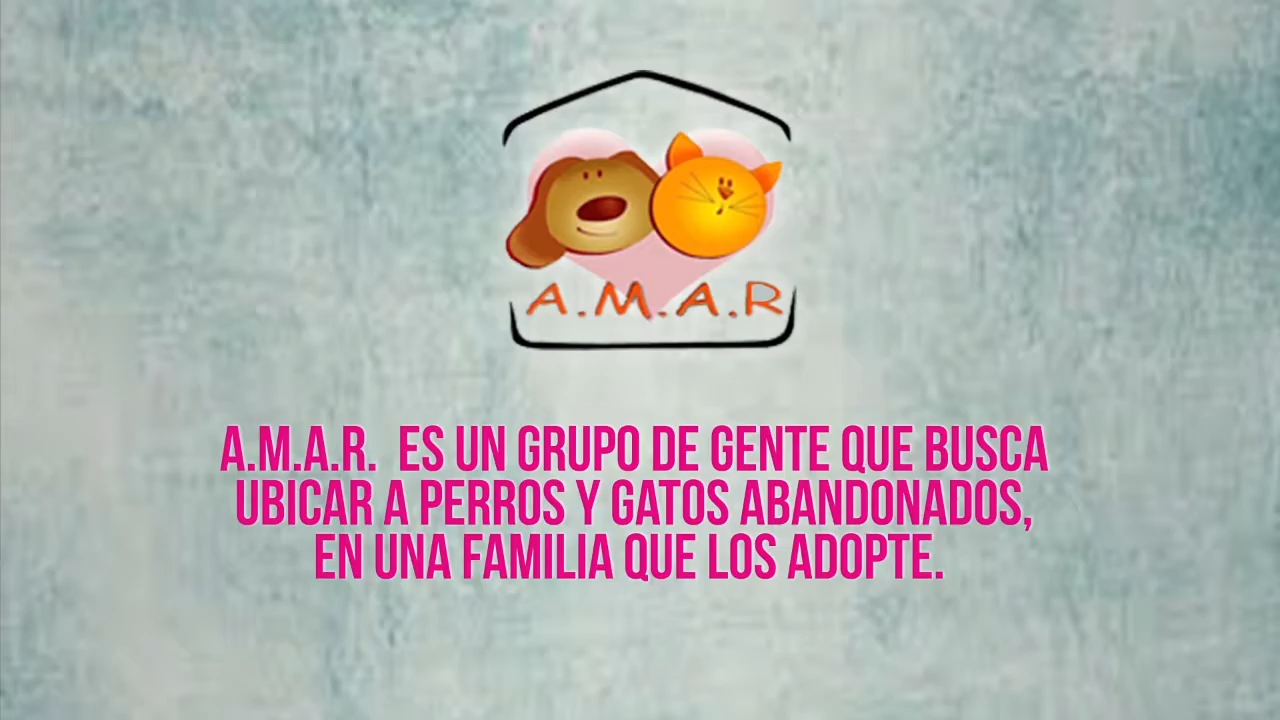 A.M.A.R
A.M.A.R.  ES UN GRUPO DE GENTE QUE BUSCA
UBICAR A PERROS Y GATOS ABANDONADOS,
EN UNA FAMILIA QUE LOS ADOPTE.